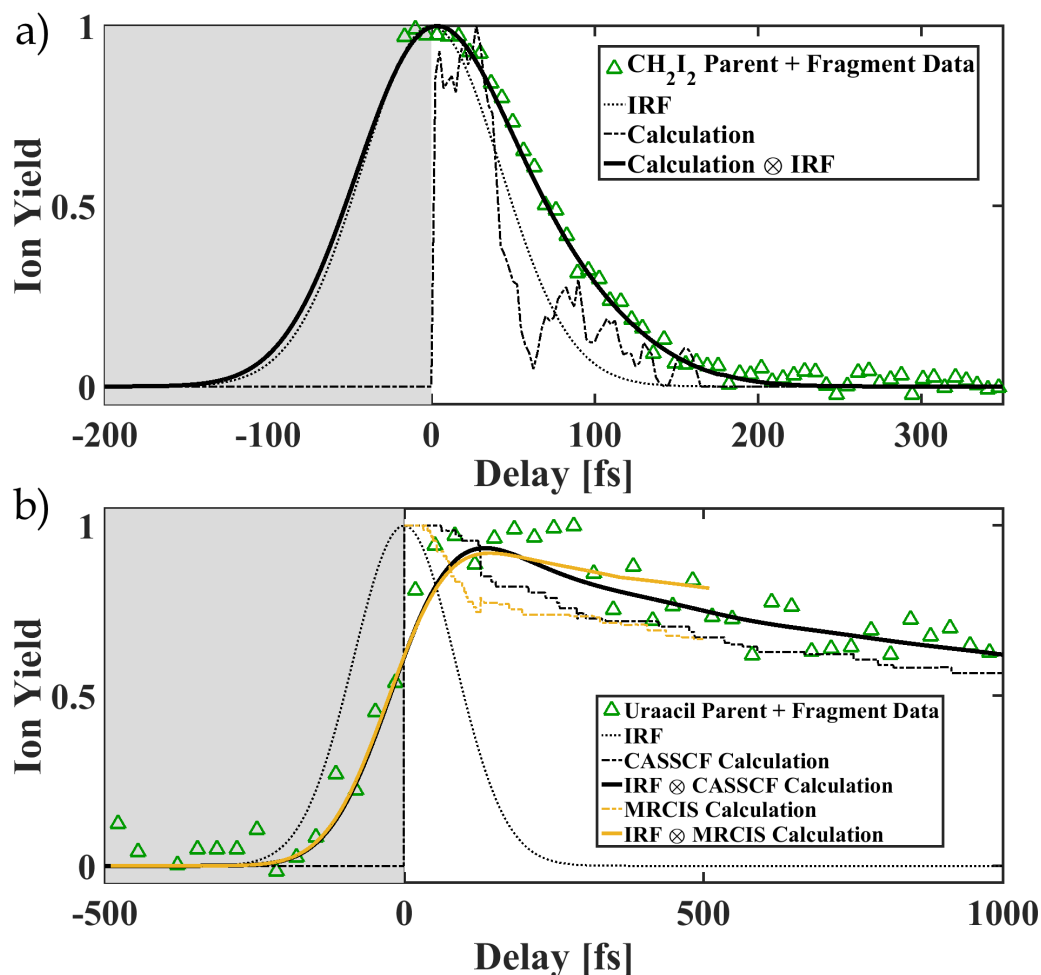 a)
1
0.5
0
Ion Yield
CH2I2 Parent + Fragment Data
IRF
Calculation
Calculation ⊗ IRF
-200
-100
0
100
200
300
Delay [fs]
b)
1
0.5
0
Ion Yield
Uraacil Parent + Fragment Data
IRF
CASSCF Calculation
IRF ⊗ CASSCF Calculation
MRCIS Calculation
IRF ⊗ MRCIS Calculation
-500
0
500
1000
Delay [fs]